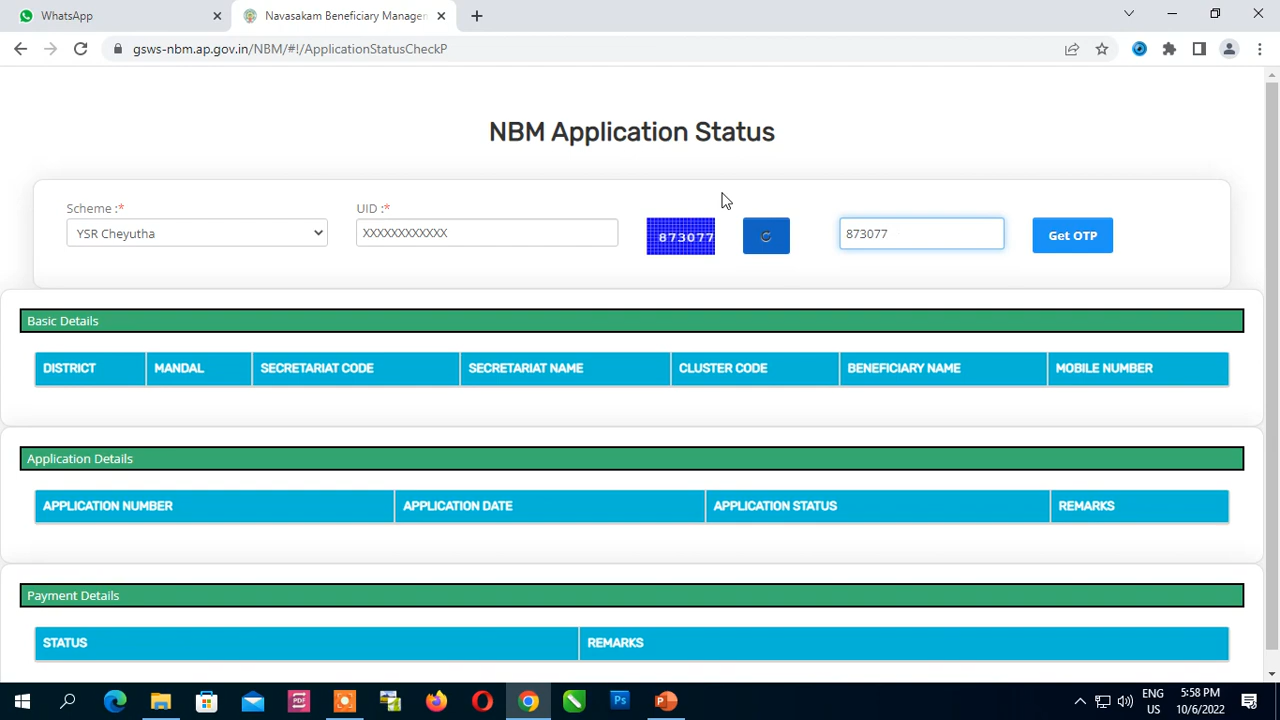 WhatsApp
Navasakam Beneficiary Managem
gsws-nbm.ap.gov.in/NBM/#!/ApplicationStatusCheckP
NBM Application Status
Scheme :*
UID :*
YSR Cheyutha
XXXXXXXXXXXX
873077
873077
Get OTP
Basic Details
DISTRICT MANDAL SECRETARIAT CODE SECRETARIAT NAME CLUSTER CODE BENEFICIARY NAME MOBILE NUMBER
Application Details
APPLICATION NUMBER APPLICATION DATE APPLICATION STATUS REMARKS
Payment Details
STATUS REMARKS
PDF
Ps
ENG
US
5:58 PM
10/6/2022